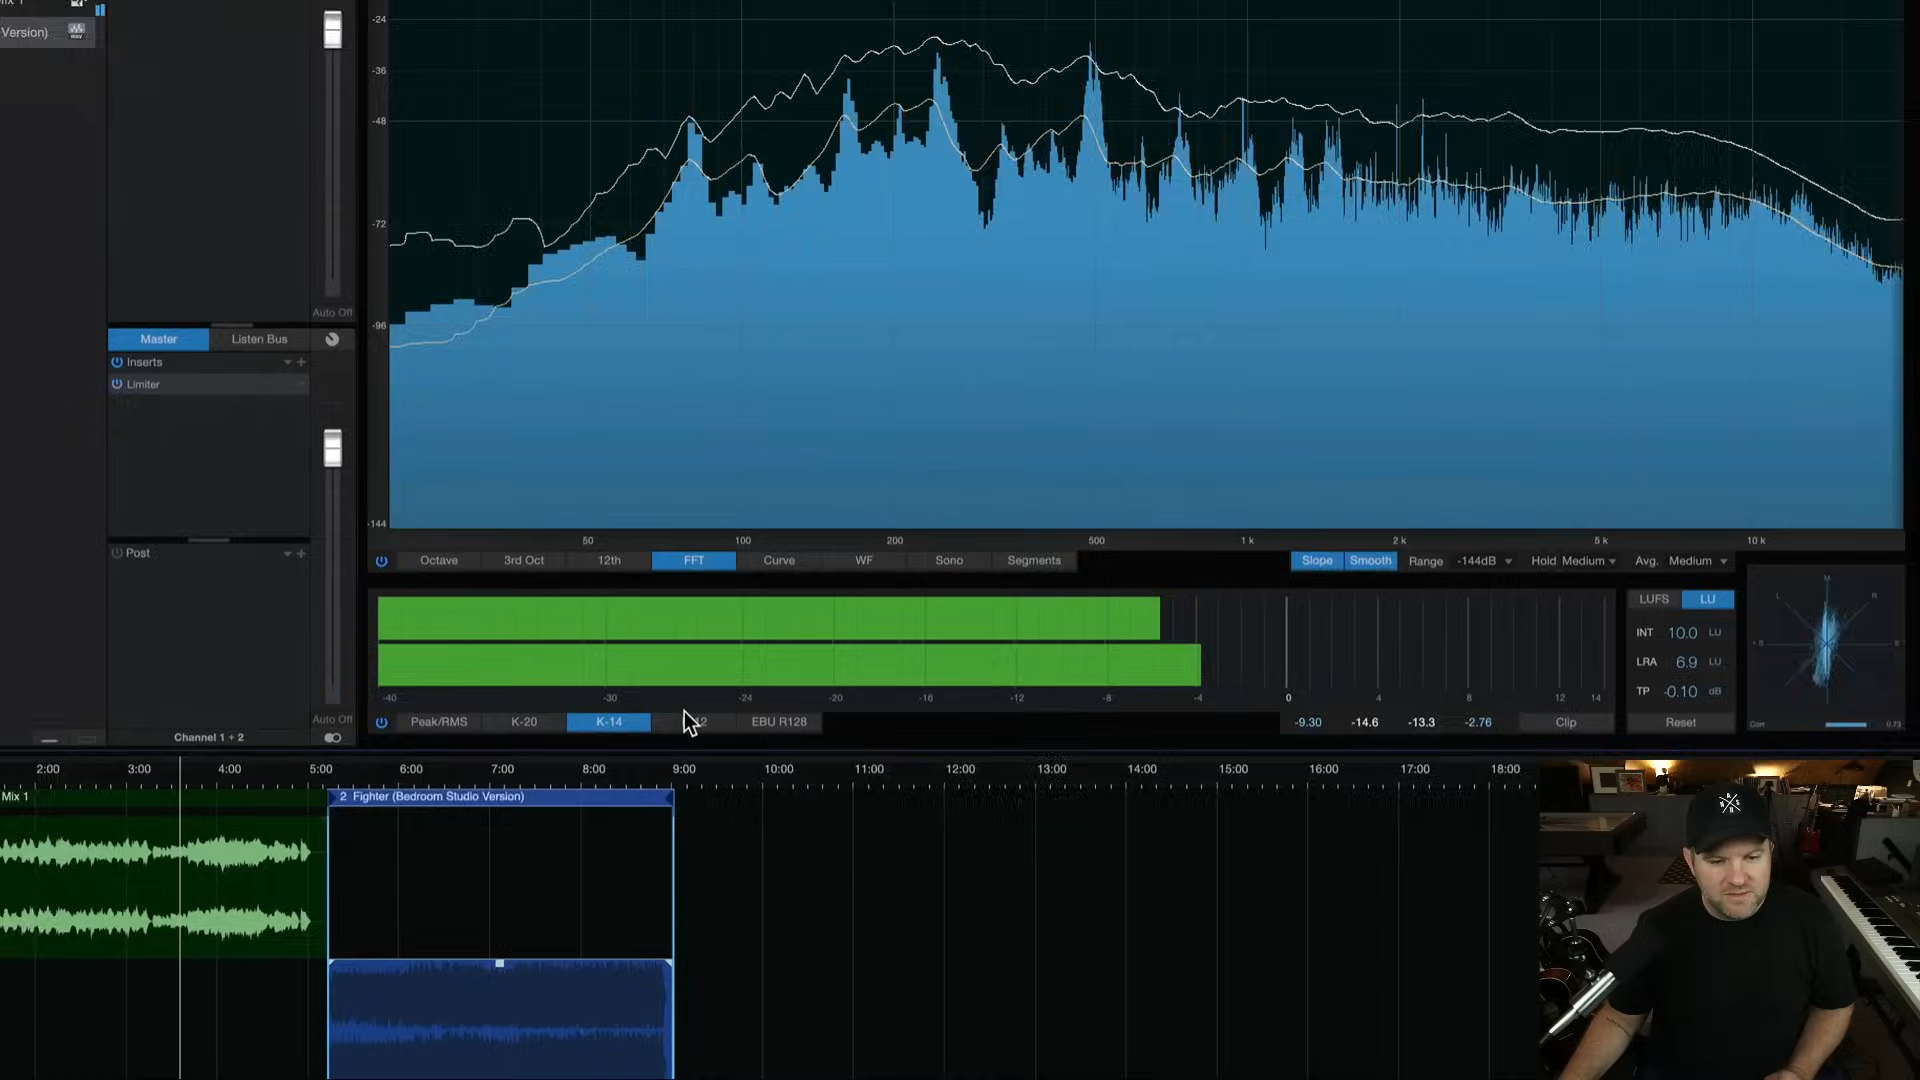 Version)
WAV
-24
-36
-48
-72
-96
-144
50 100 200 500 1 k 2 k 5 k 10 k
Auto Off
Master Listen Bus
Inserts
Limiter
Post
Auto Off
Channel 1 + 2
Octave 3rd Oct 12th FFT Curve WF Sono Segments
Slope Smooth Range -144dB Hold Medium Avg. Medium
LUFS LU
INT 10.0 LU
LRA 6.9 LU
TP -0.10 dB
Reset
M
L R
Corr 0.73
-40 -30 -24 -20 -16 -12 -8 -4 0 4 8 12 14
Peak/RMS K-20 K-14 EBU R128
-9.30 -14.6 -13.3 -2.76 Clip
2:00 3:00 4:00 5:00 6:00 7:00 8:00 9:00 10:00 11:00 12:00 13:00 14:00 15:00 16:00 17:00 18:00
Mix 1
2 Fighter (Bedroom Studio Version)